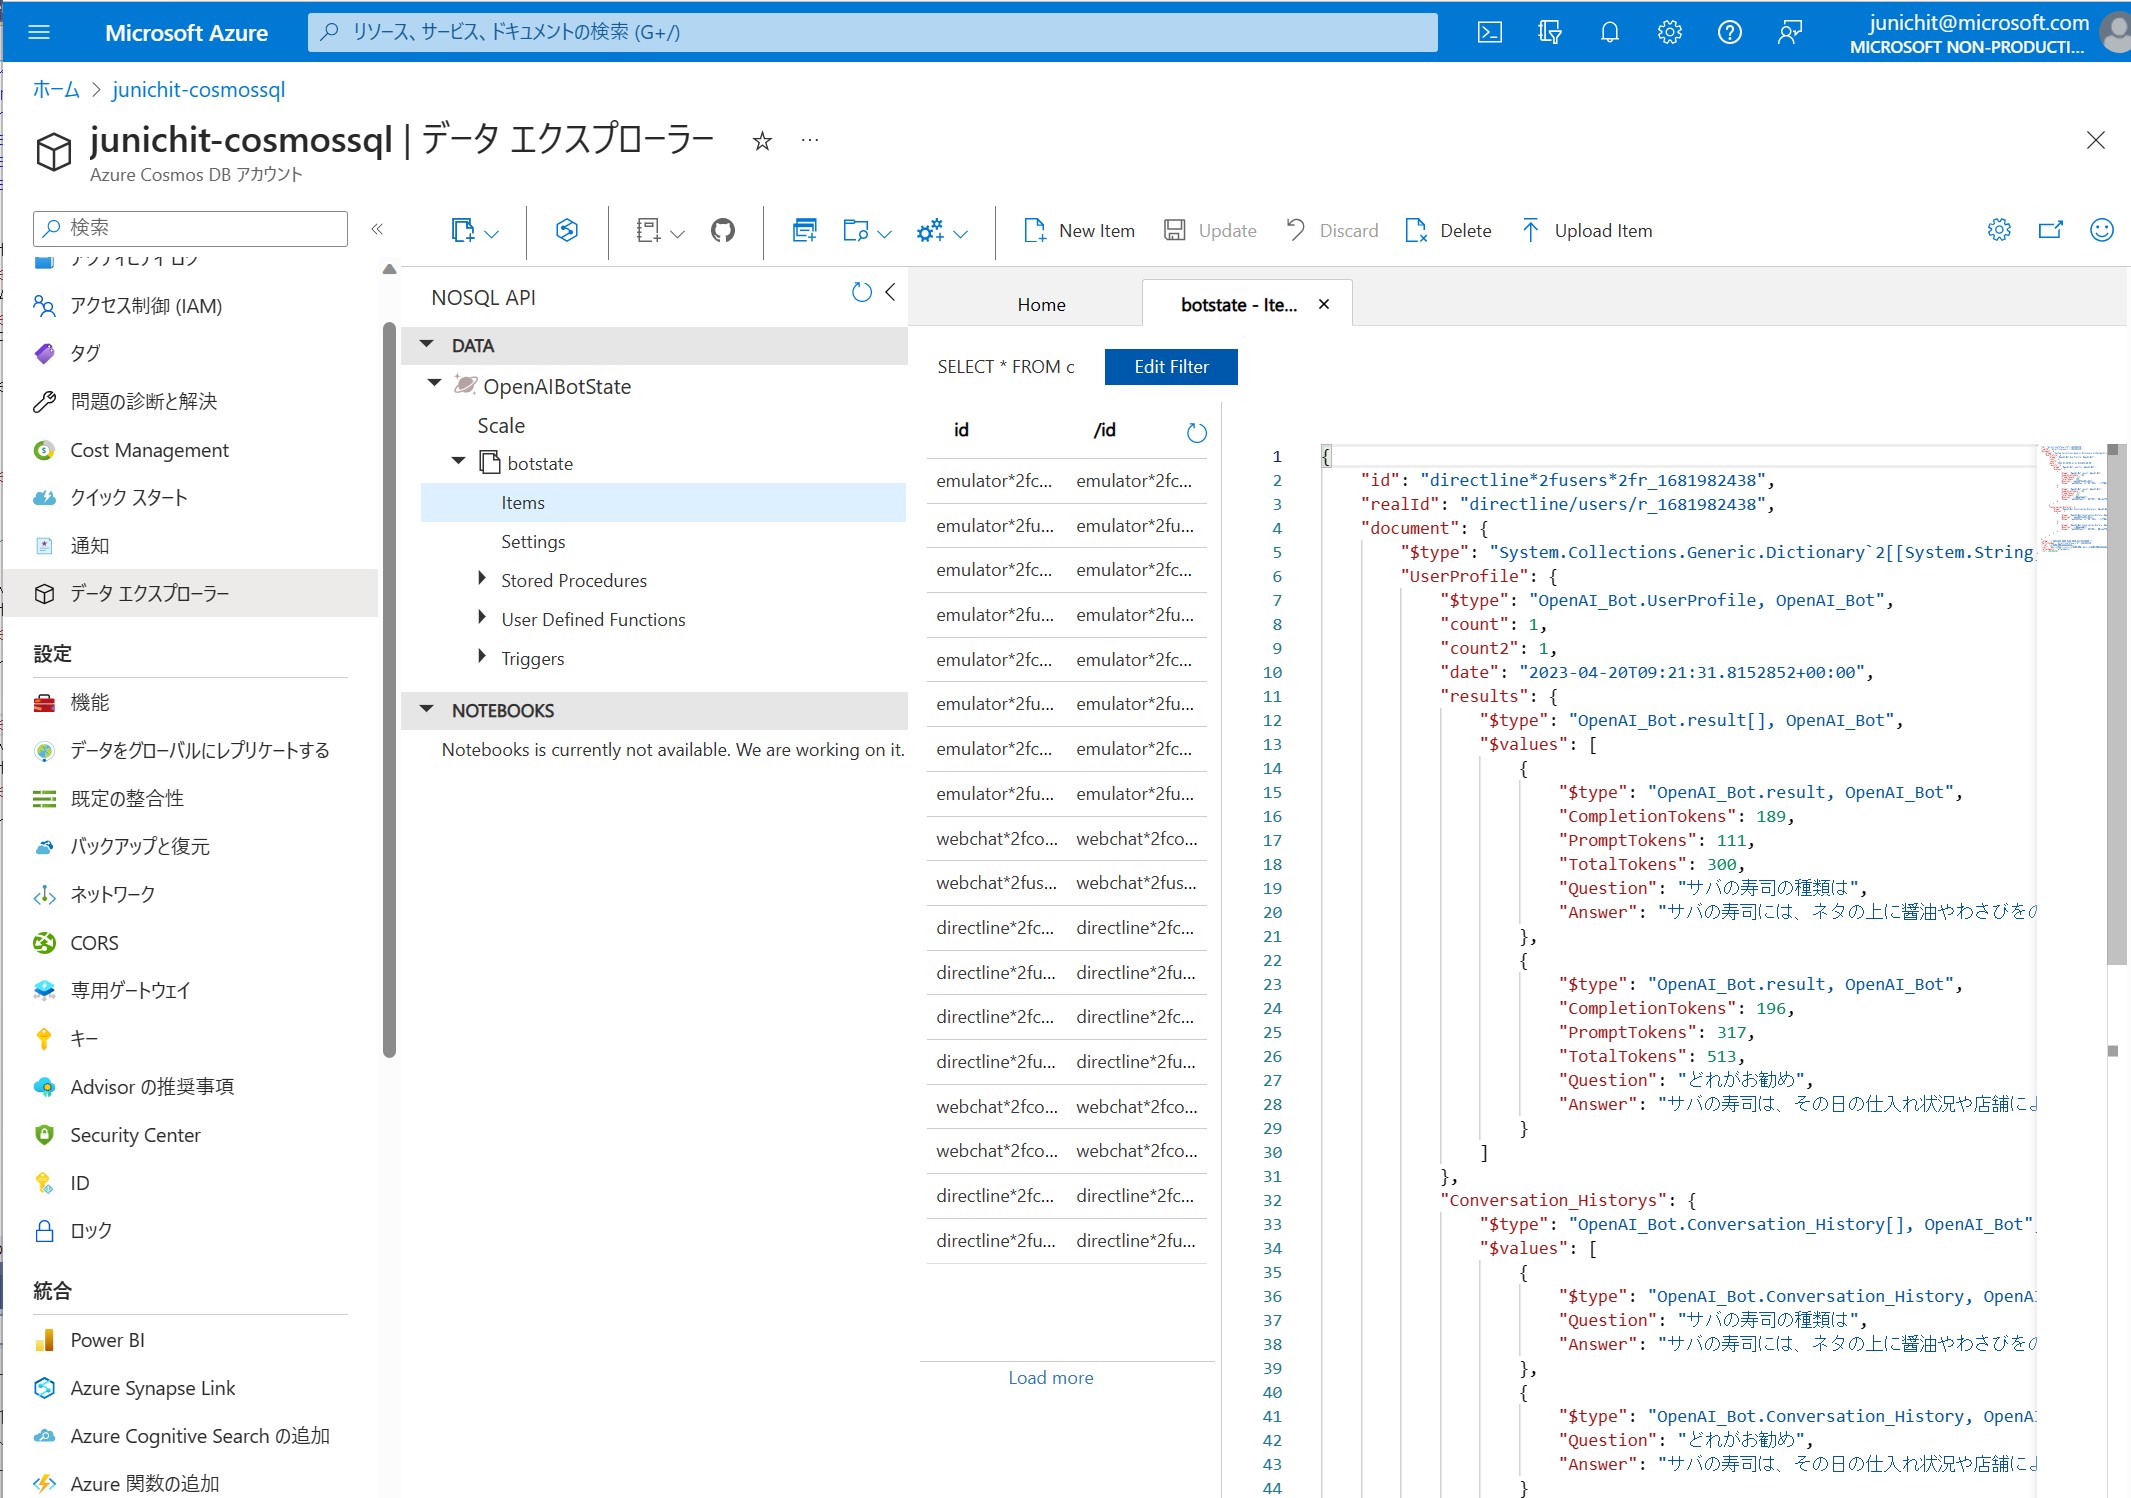 Microsoft Azure
リソース、サービス、ドキュメントの検索 (G+/)
junichit@microsoft.com
MICROSOFT NON-PRODUCTI...
ホーム > junichit-cosmossql
junichit-cosmossql | データ エクスプローラー
Azure Cosmos DB アカウント
検索
アクティビティ ログ
アクセス制御 (IAM)
タグ
問題の診断と解決
Cost Management
クイック スタート
通知
データ エクスプローラー
設定
機能
データをグローバルにレプリケートする
既定の整合性
バックアップと復元
ネットワーク
CORS
専用ゲートウェイ
キー
Advisor の推奨事項
Security Center
ID
ロック
統合
Power BI
Azure Synapse Link
Azure Cognitive Search の追加
Azure 関数の追加
New Item
Update
Discard
Delete
Upload Item
NOSQL API
DATA
OpenAIBotState
Scale
botstate
Items
Settings
Stored Procedures
User Defined Functions
Triggers
NOTEBOOKS
Notebooks is currently not available. We are working on it.
Home
botstate - Ite...
SELECT * FROM c
Edit Filter
id /id
emulator*2fc... emulator*2fc...
emulator*2fu... emulator*2fu...
emulator*2fc... emulator*2fc...
emulator*2fu... emulator*2fu...
emulator*2fc... emulator*2fc...
emulator*2fu... emulator*2fu...
emulator*2fc... emulator*2fc...
emulator*2fu... emulator*2fu...
webchat*2fco... webchat*2fco...
webchat*2fus... webchat*2fus...
directline*2fc... directline*2fc...
directline*2fu... directline*2fu...
directline*2fc... directline*2fc...
directline*2fu... directline*2fu...
webchat*2fco... webchat*2fco...
webchat*2fco... webchat*2fco...
directline*2fc... directline*2fc...
directline*2fu... directline*2fu...
Load more
1 {
2 "id": "directline*2fusers*2fr_1681982438",
3 "realId": "directline/users/r_1681982438",
4 "document": {
5 "$type": "System.Collections.Generic.Dictionary`2[[System.String
6 "UserProfile": {
7 "$type": "OpenAI_Bot.UserProfile, OpenAI_Bot",
8 "count": 1,
9 "count2": 1,
10 "date": "2023-04-20T09:21:31.8152852+00:00",
11 "results": {
12 "$type": "OpenAI_Bot.result[], OpenAI_Bot",
13 "$values": [
14 {
15 "$type": "OpenAI_Bot.result, OpenAI_Bot",
16 "CompletionTokens": 189,
17 "PromptTokens": 111,
18 "TotalTokens": 300,
19 "Question": "サバの寿司の種類は",
20 "Answer": "サバの寿司には、ネタの上に醤油やわさびをの
21 },
22 {
23 "$type": "OpenAI_Bot.result, OpenAI_Bot",
24 "CompletionTokens": 196,
25 "PromptTokens": 317,
26 "TotalTokens": 513,
27 "Question": "どれがお勧め",
28 "Answer": "サバの寿司は、その日の仕入れ状況や店舗によ
29 }
30 ]
31 },
32 "Conversation_Historys": {
33 "$type": "OpenAI_Bot.Conversation_History[], OpenAI_Bot"
34 "$values": [
35 {
36 "$type": "OpenAI_Bot.Conversation_History, OpenAI
37 "Question": "サバの寿司の種類は",
38 "Answer": "サバの寿司には、ネタの上に醤油やわさびをの
39 },
40 {
41 "$type": "OpenAI_Bot.Conversation_History, OpenAI
42 "Question": "どれがお勧め",
43 "Answer": "サバの寿司は、その日の仕入れ状況や店舗によ
44 }